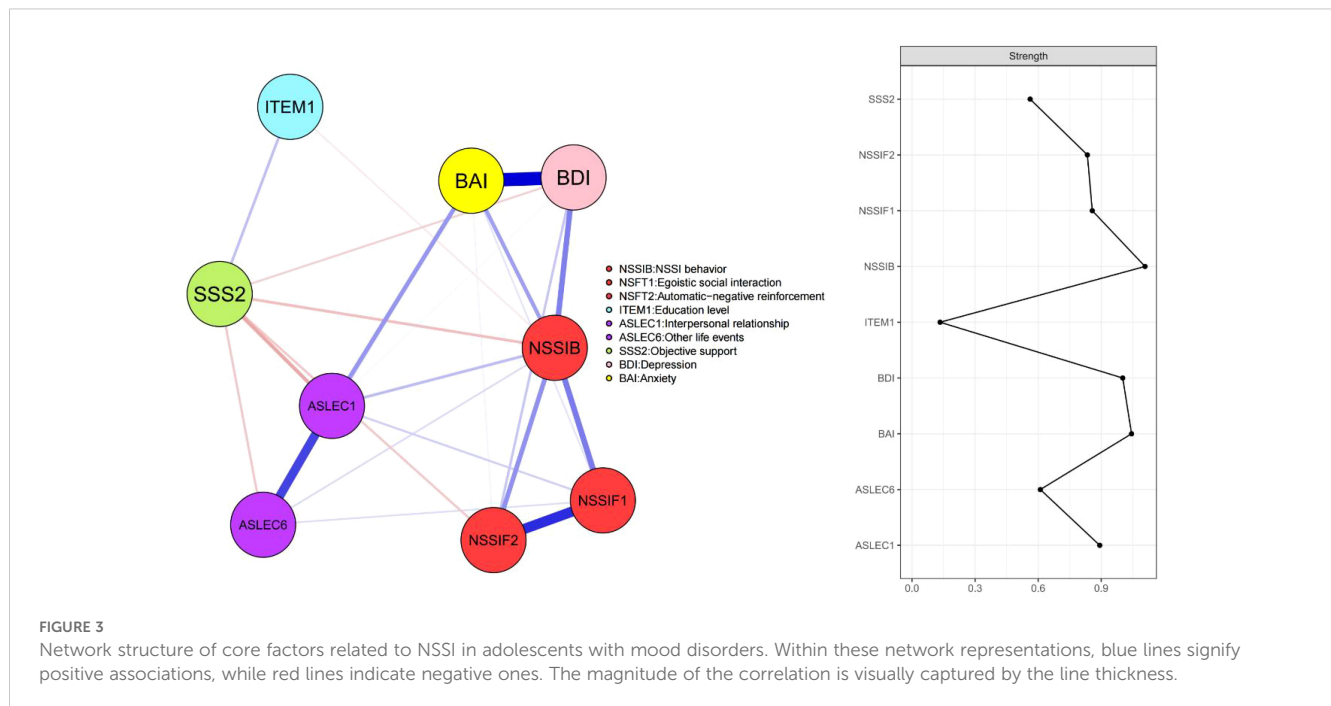 ITEM1
BAI
BDI
SSS2
NSSIB
ASLEC1
ASLEC6
NSSIF2
NSSIF1
NSSIB:NSSI behavior
NSFT1:Egoistic social interaction
NSFT2:Automatic−negative reinforcement
ITEM1:Education level
ASLEC1:Interpersonal relationship
ASLEC6:Other life events
SSS2:Objective support
BDI:Depression
BAI:Anxiety
Strength
SSS2
NSSIF2
NSSIF1
NSSIB
ITEM1
BDI
BAI
ASLEC6
ASLEC1
0.0 0.3 0.6 0.9
FIGURE 3
Network structure of core factors related to NSSI in adolescents with mood disorders. Within these network representations, blue lines signify
positive associations, while red lines indicate negative ones. The magnitude of the correlation is visually captured by the line thickness.